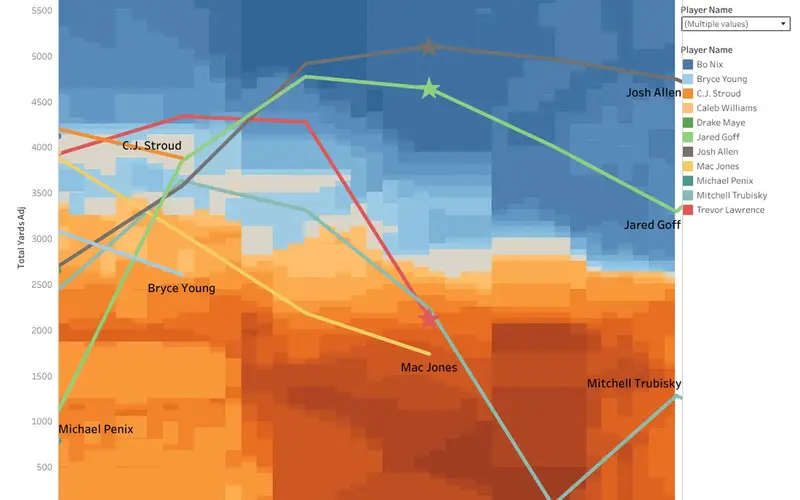 5500
5000
4500
4000
3500
3000
2500
2000
1500
1000
500
Total Yards Adj
C.J. Stroud
Bryce Young
Michael Penix
Mac Jones
Josh Allen
Jared Goff
Mitchell Trubisky
Player Name
(Multiple values)
Player Name
Bo Nix
Bryce Young
C.J. Stroud
Caleb Williams
Drake Maye
Jared Goff
Josh Allen
Mac Jones
Michael Penix
Mitchell Trubisky
Trevor Lawrence